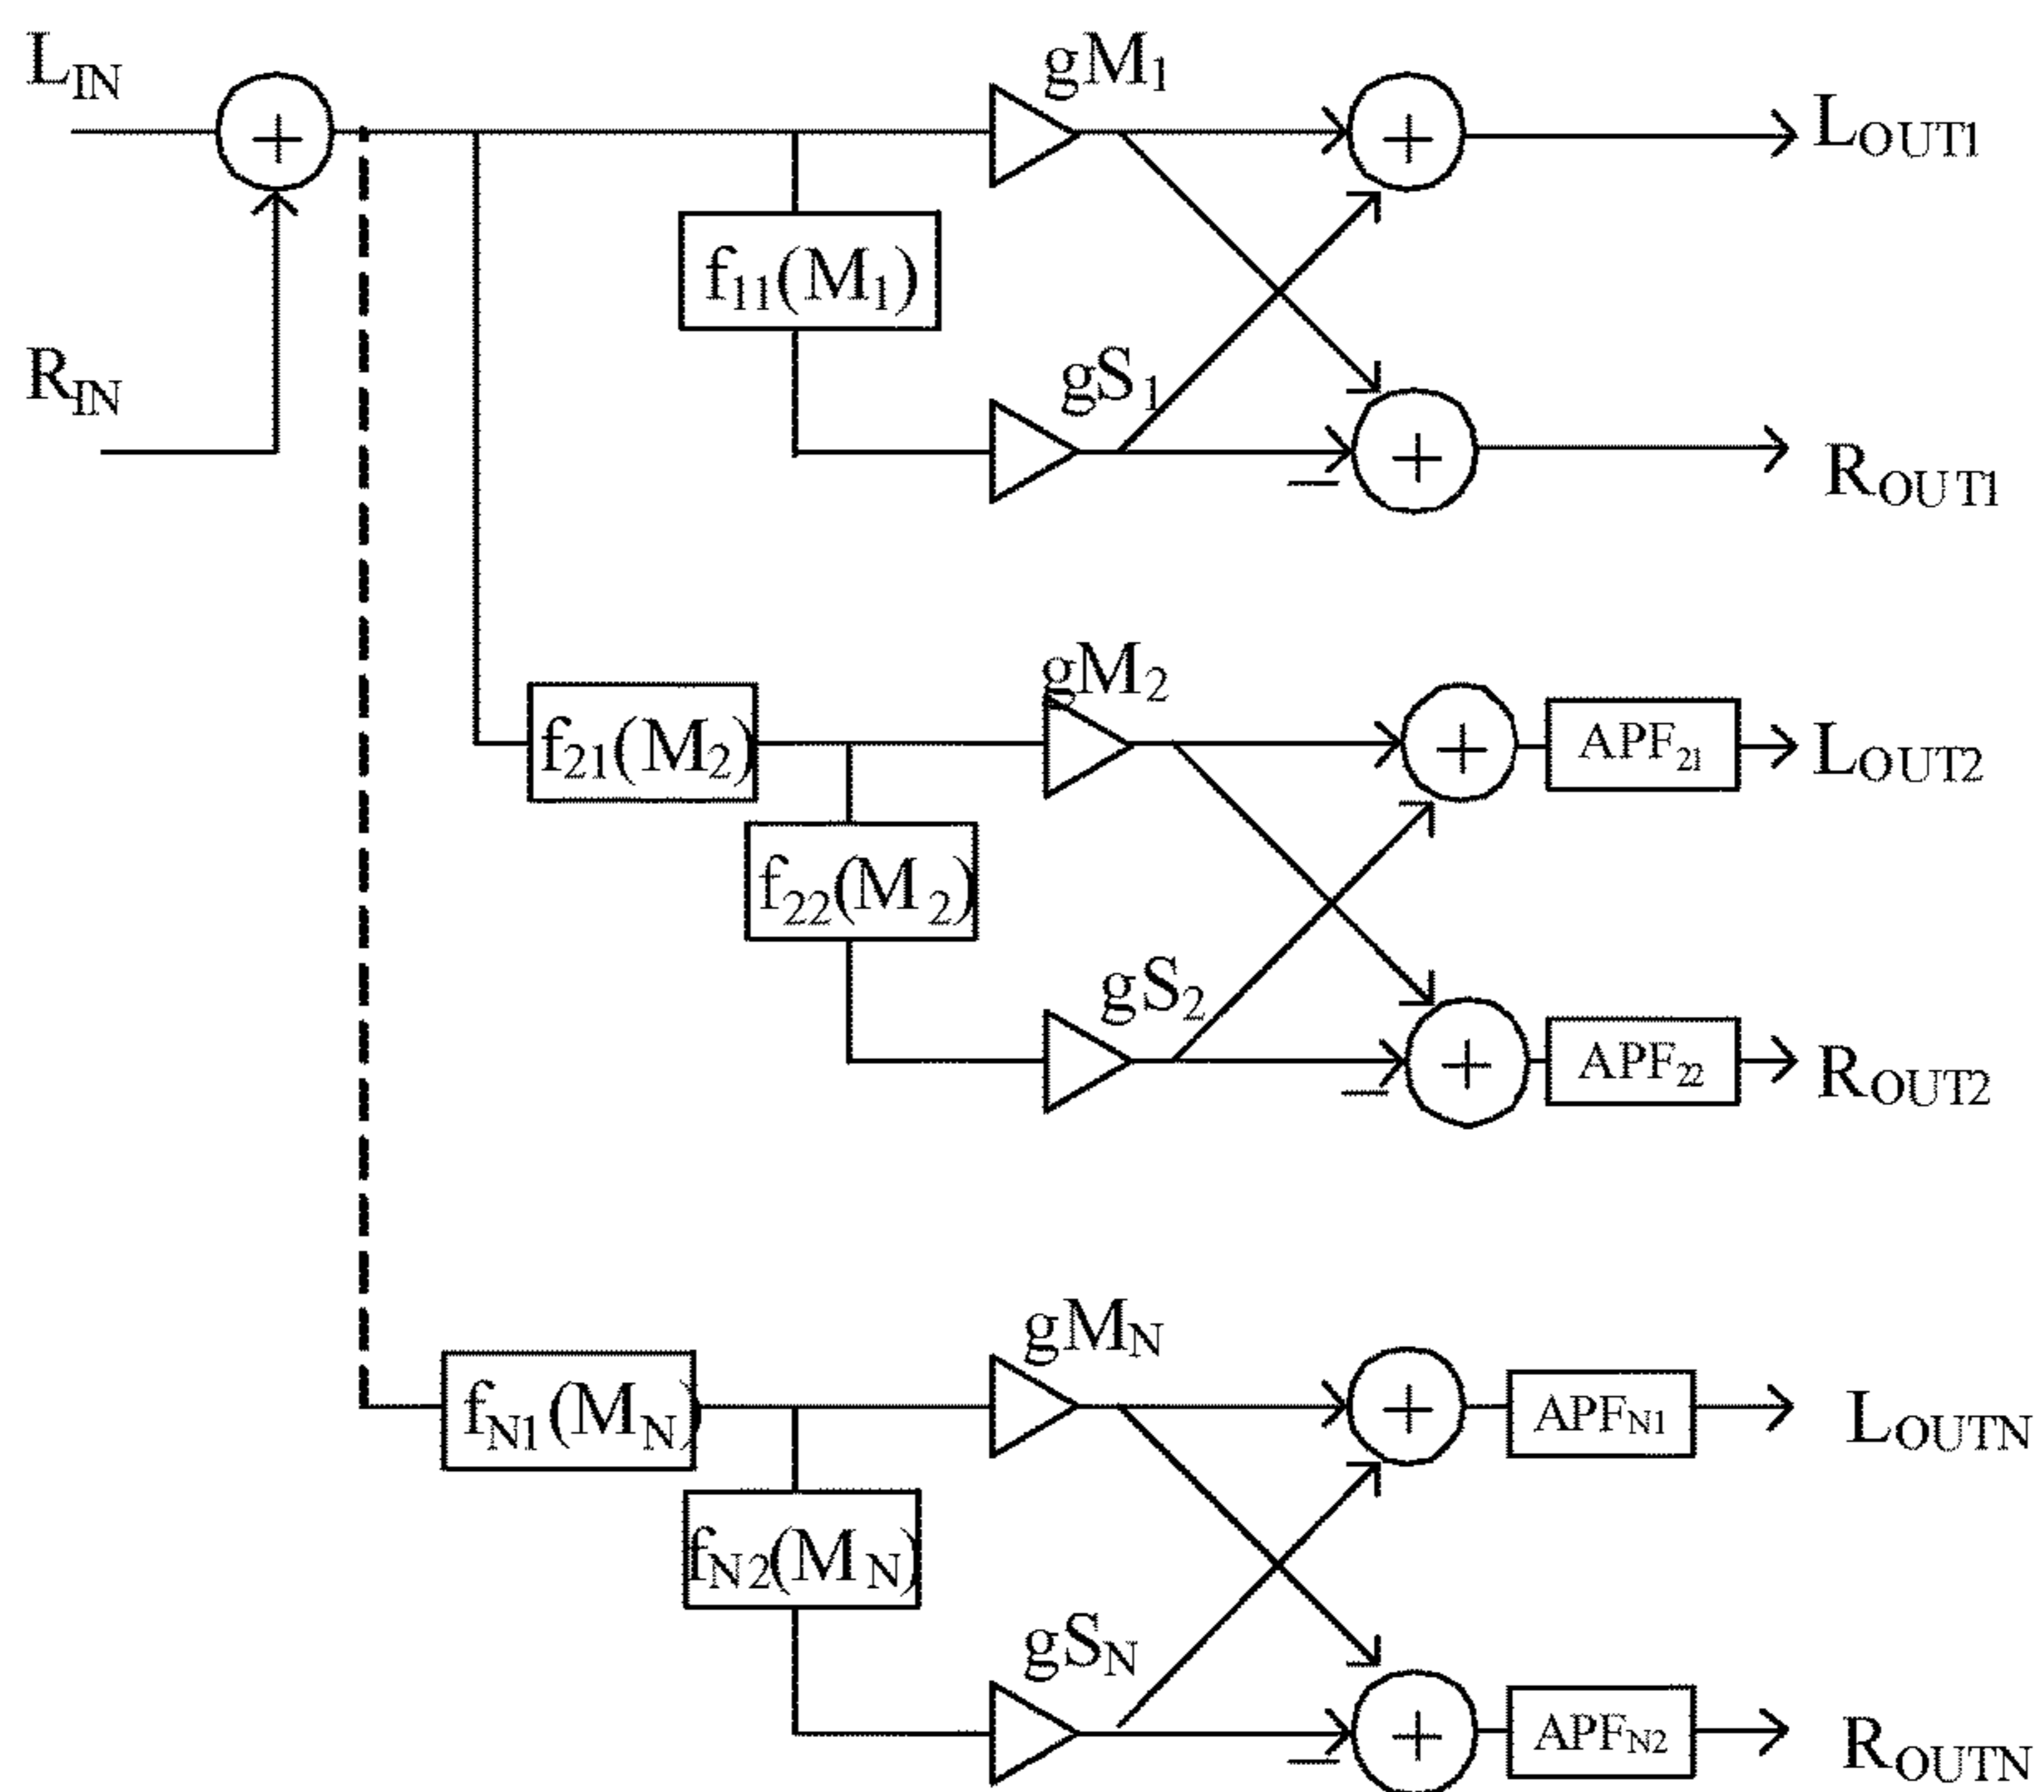 L_IN
gM_1
+
+
L_OUT1
f_11(M_1)
R_IN
gS_1
−
+
R_OUT1
gM_2
f_21(M_2)
+
APF_21
L_OUT2
f_22(M_2)
gS_2
−
+
APF_22
R_OUT2
gM_N
f_N1(M_N)
+
APF_N1
L_OUTN
f_N2(M_N)
gS_N
−
+
APF_N2
R_OUTN